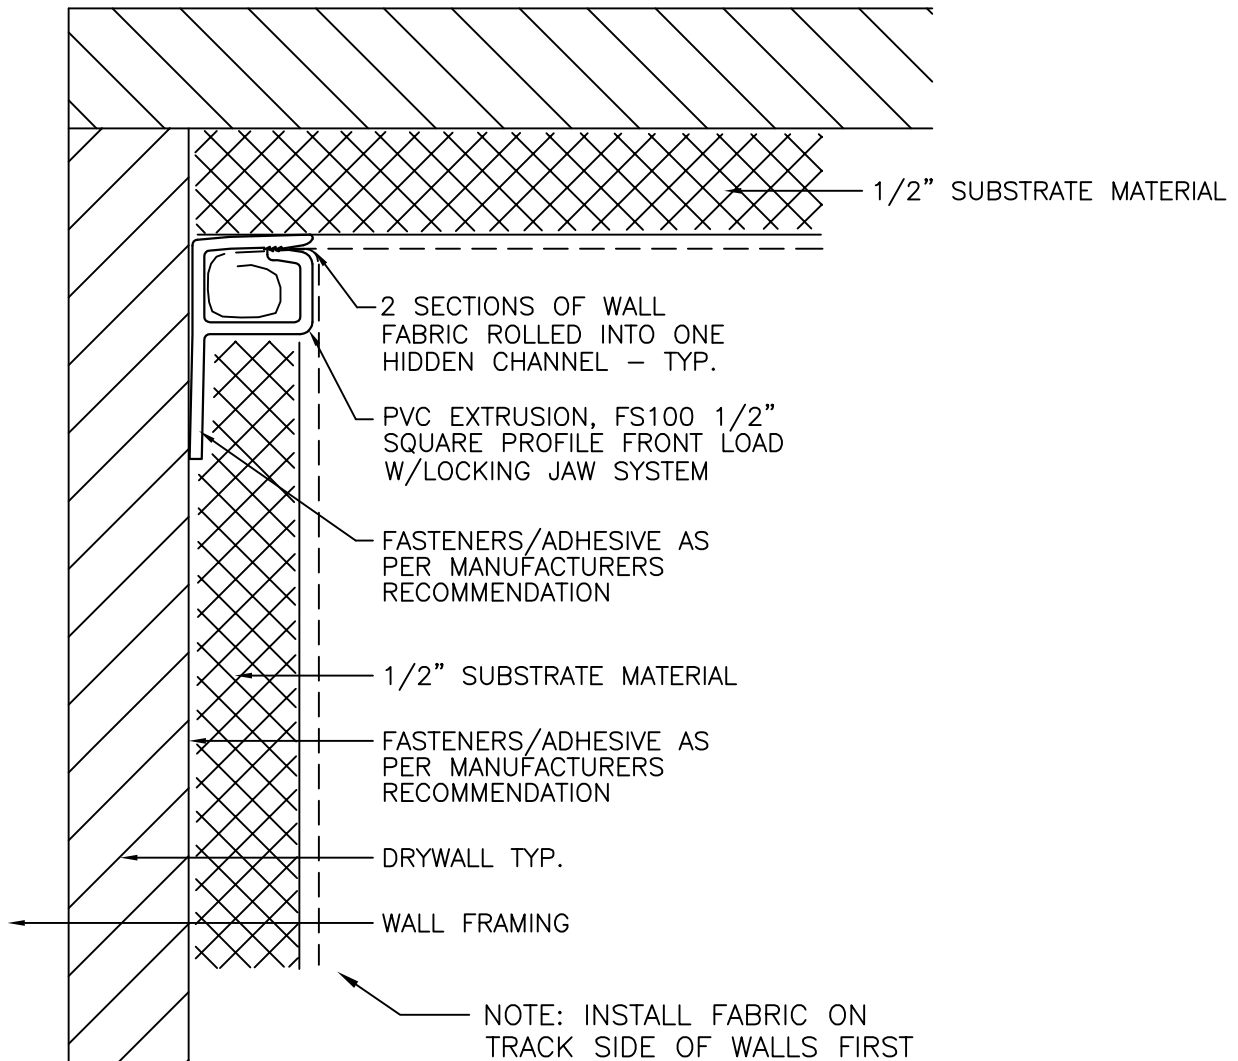 1/2” SUBSTRATE MATERIAL
2 SECTIONS OF WALL
FABRIC ROLLED INTO ONE
HIDDEN CHANNEL – TYP.
PVC EXTRUSION, FS100 1/2”
SQUARE PROFILE FRONT LOAD
W/LOCKING JAW SYSTEM
FASTENERS/ADHESIVE AS
PER MANUFACTURERS
RECOMMENDATION
1/2” SUBSTRATE MATERIAL
FASTENERS/ADHESIVE AS
PER MANUFACTURERS
RECOMMENDATION
DRYWALL TYP.
WALL FRAMING
NOTE: INSTALL FABRIC ON
TRACK SIDE OF WALLS FIRST